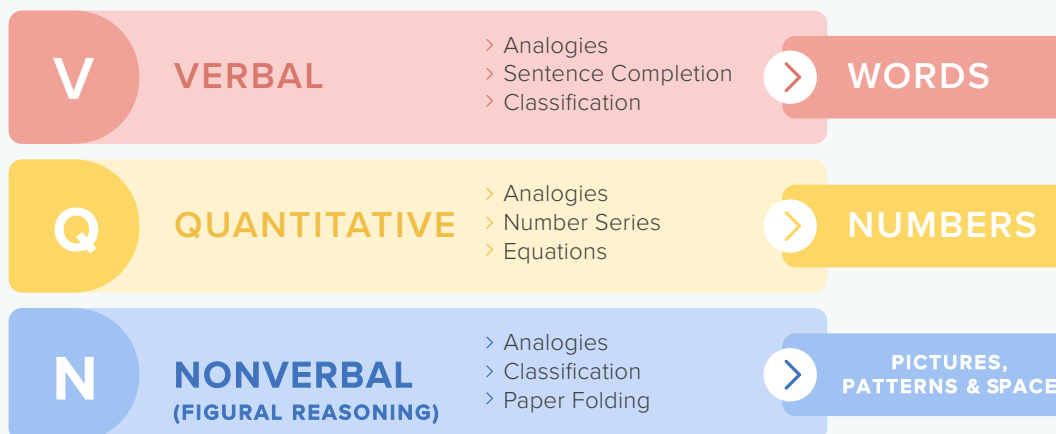 V
VERBAL
Analogies
Sentence Completion
Classification
WORDS
Q
QUANTITATIVE
Analogies
Number Series
Equations
NUMBERS
N
NONVERBAL
(FIGURAL REASONING)
Analogies
Classification
Paper Folding
PICTURES,
PATTERNS & SPACE